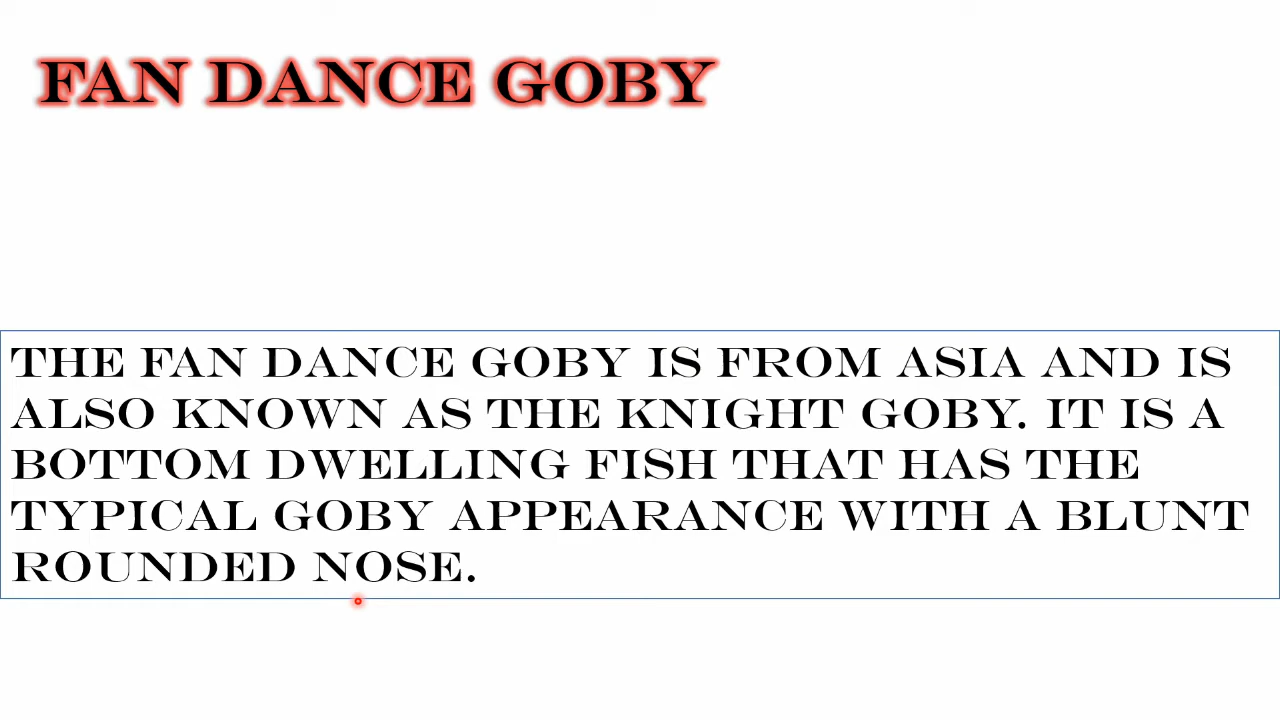 FAN DANCE GOBY
THE FAN DANCE GOBY IS FROM ASIA AND IS
ALSO KNOWN AS THE KNIGHT GOBY. IT IS A
BOTTOM DWELLING FISH THAT HAS THE
TYPICAL GOBY APPEARANCE WITH A BLUNT
ROUNDED NOSE.